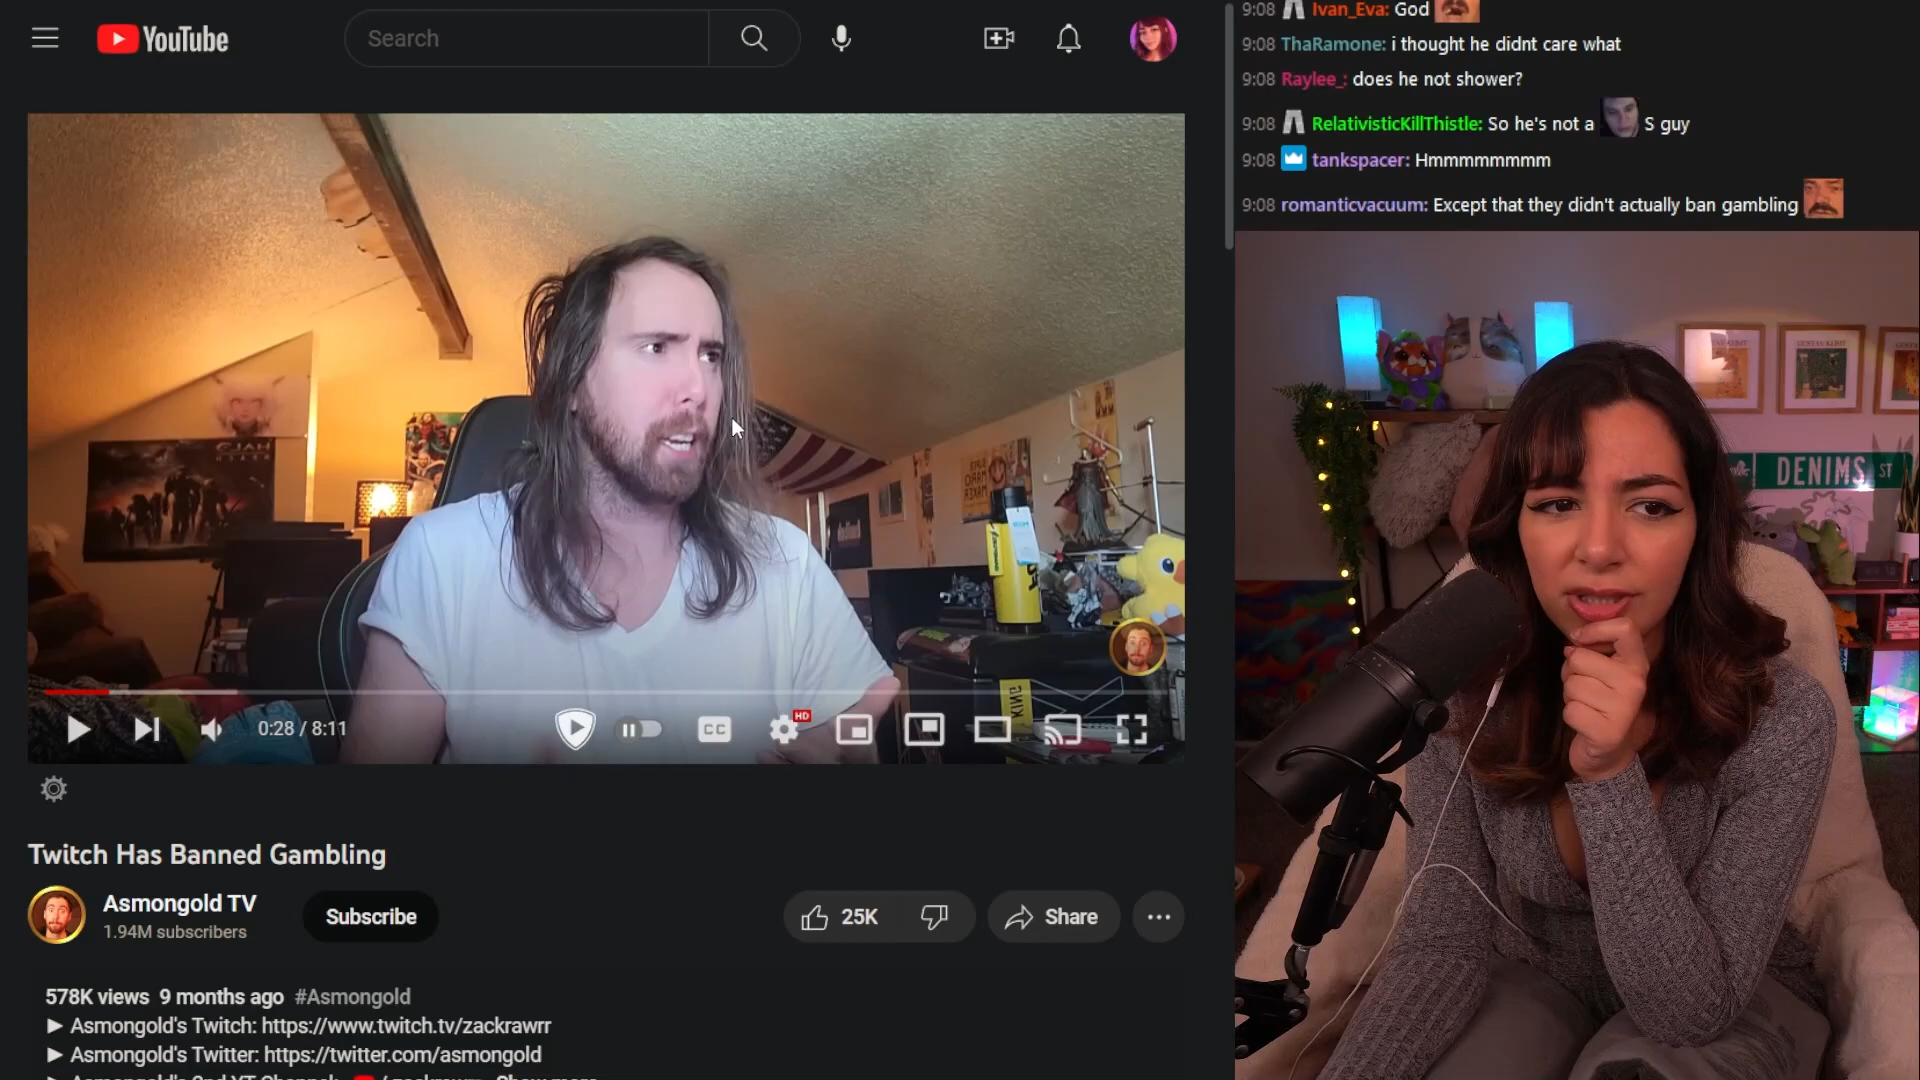 YouTube
Search
9:08 Ivan_Eva: God
9:08 ThaRamone: i thought he didnt care what
9:08 Raylee_: does he not shower?
9:08 RelativisticKillThistle: So he's not a S guy
9:08 tankspacer: Hmmmmmmmm
9:08 romanticvacuum: Except that they didn't actually ban gambling
DENIMS ST
0:28 / 8:11
CC
HD
Twitch Has Banned Gambling
Asmongold TV
1.94M subscribers
Subscribe
25K
Share
578K views 9 months ago #Asmongold
► Asmongold's Twitch: https://www.twitch.tv/zackrawrr
► Asmongold's Twitter: https://twitter.com/asmongold